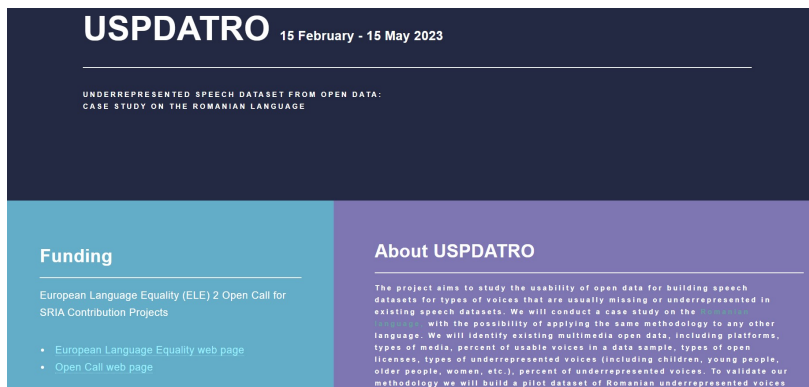 USPDATRO 15 February - 15 May 2023
UNDERREPRESENTED SPEECH DATASET FROM OPEN DATA:
CASE STUDY ON THE ROMANIAN LANGUAGE
Funding
European Language Equality (ELE) 2 Open Call for
SRIA Contribution Projects
European Language Equality web page
Open Call web page
About USPDATRO
The project aims to study the usability of open data for building speech
datasets for types of voices that are usually missing or underrepresented in
existing speech datasets. We will conduct a case study on the Romanian
language, with the possibility of applying the same methodology to any other
language. We will identify existing multimedia open data, including platforms,
types of media, percent of usable voices in a data sample, types of open
licenses, types of underrepresented voices (including children, young people,
older people, women, etc.), percent of underrepresented voices. To validate our
methodology we will build a pilot dataset of Romanian underrepresented voices